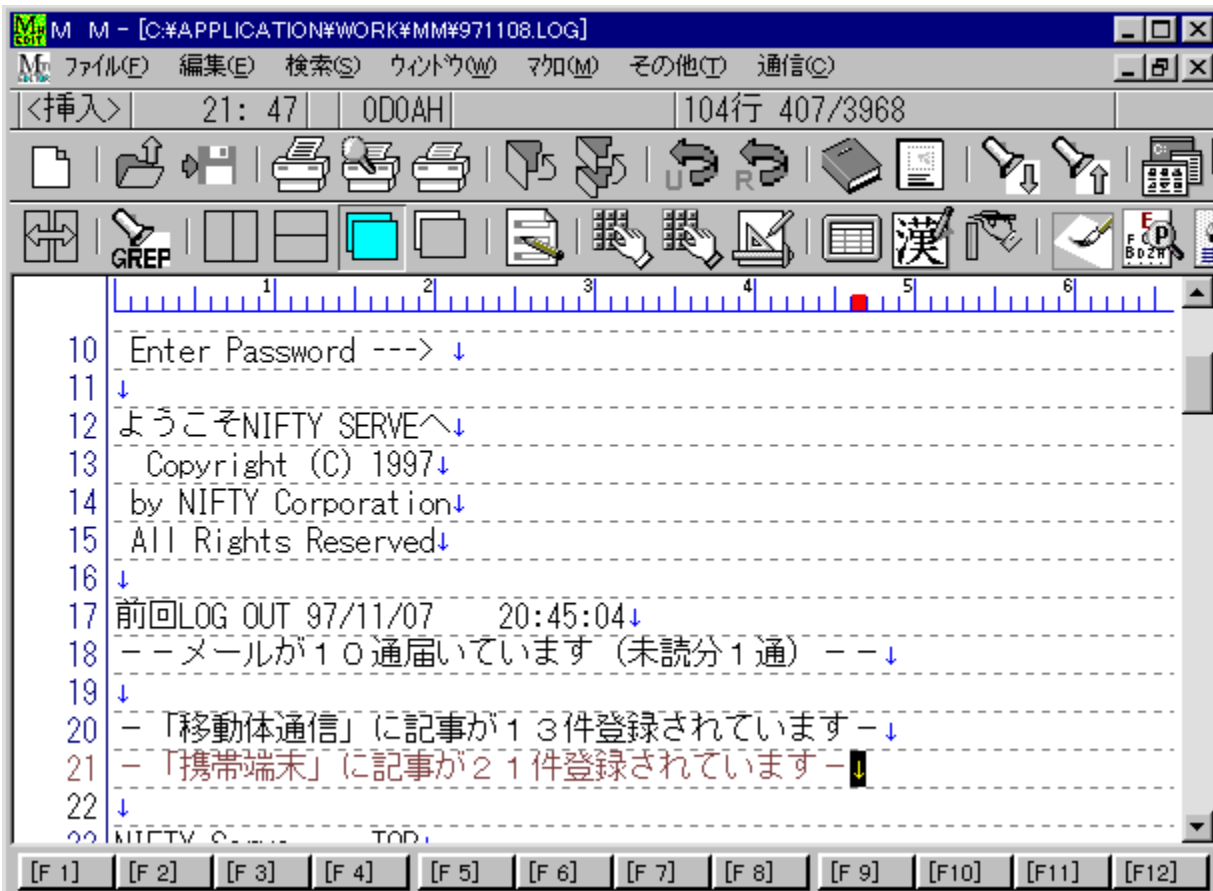 M M - [C:¥APPLICATION¥WORK¥MM¥971108.LOG]
ファイル(F) 編集(E) 検索(S) ウィンドウ(W) マクロ(M) その他(T) 通信(C)
<挿入> 21: 47 0D0AH 104行 407/3968
U R
GREP 漢
1 2 3 4 5 6
10 Enter Password ---> ↓
11 ↓
12 ようこそNIFTY SERVEへ↓
13 Copyright (C) 1997↓
14 by NIFTY Corporation↓
15 All Rights Reserved↓
16 ↓
17 前回LOG OUT 97/11/07 20:45:04↓
18 －－メールが１０通届いています（未読分１通）－－↓
19 ↓
20 －「移動体通信」に記事が１３件登録されています－↓
21 －「携帯端末」に記事が２１件登録されています－↓
22 ↓
[F 1] [F 2] [F 3] [F 4] [F 5] [F 6] [F 7] [F 8] [F 9] [F10] [F11] [F12]